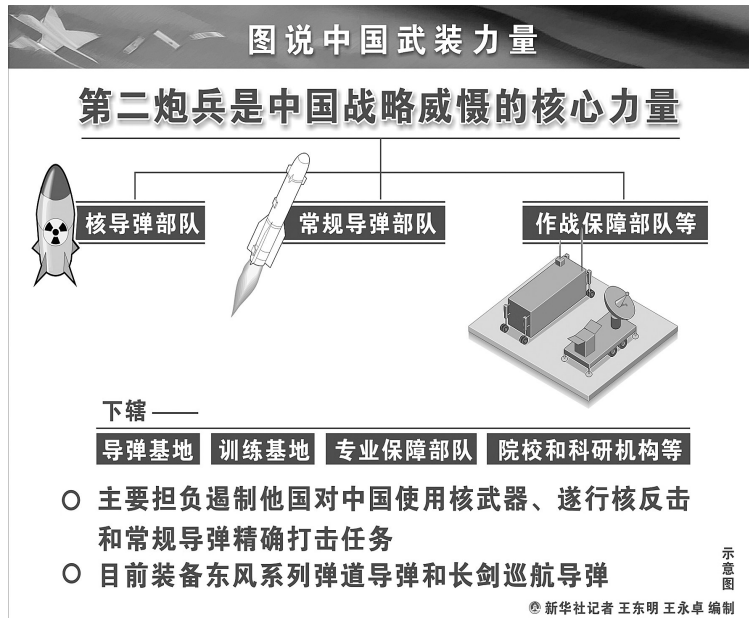 图说中国武装力量
第二炮兵是中国战略威慑的核心力量
核导弹部队
常规导弹部队
作战保障部队等
下辖——
导弹基地 训练基地 专业保障部队 院校和科研机构等
主要担负遏制他国对中国使用核武器、遂行核反击
和常规导弹精确打击任务
目前装备东风系列弹道导弹和长剑巡航导弹
示意图
新华社记者 王东明 王永卓 编制